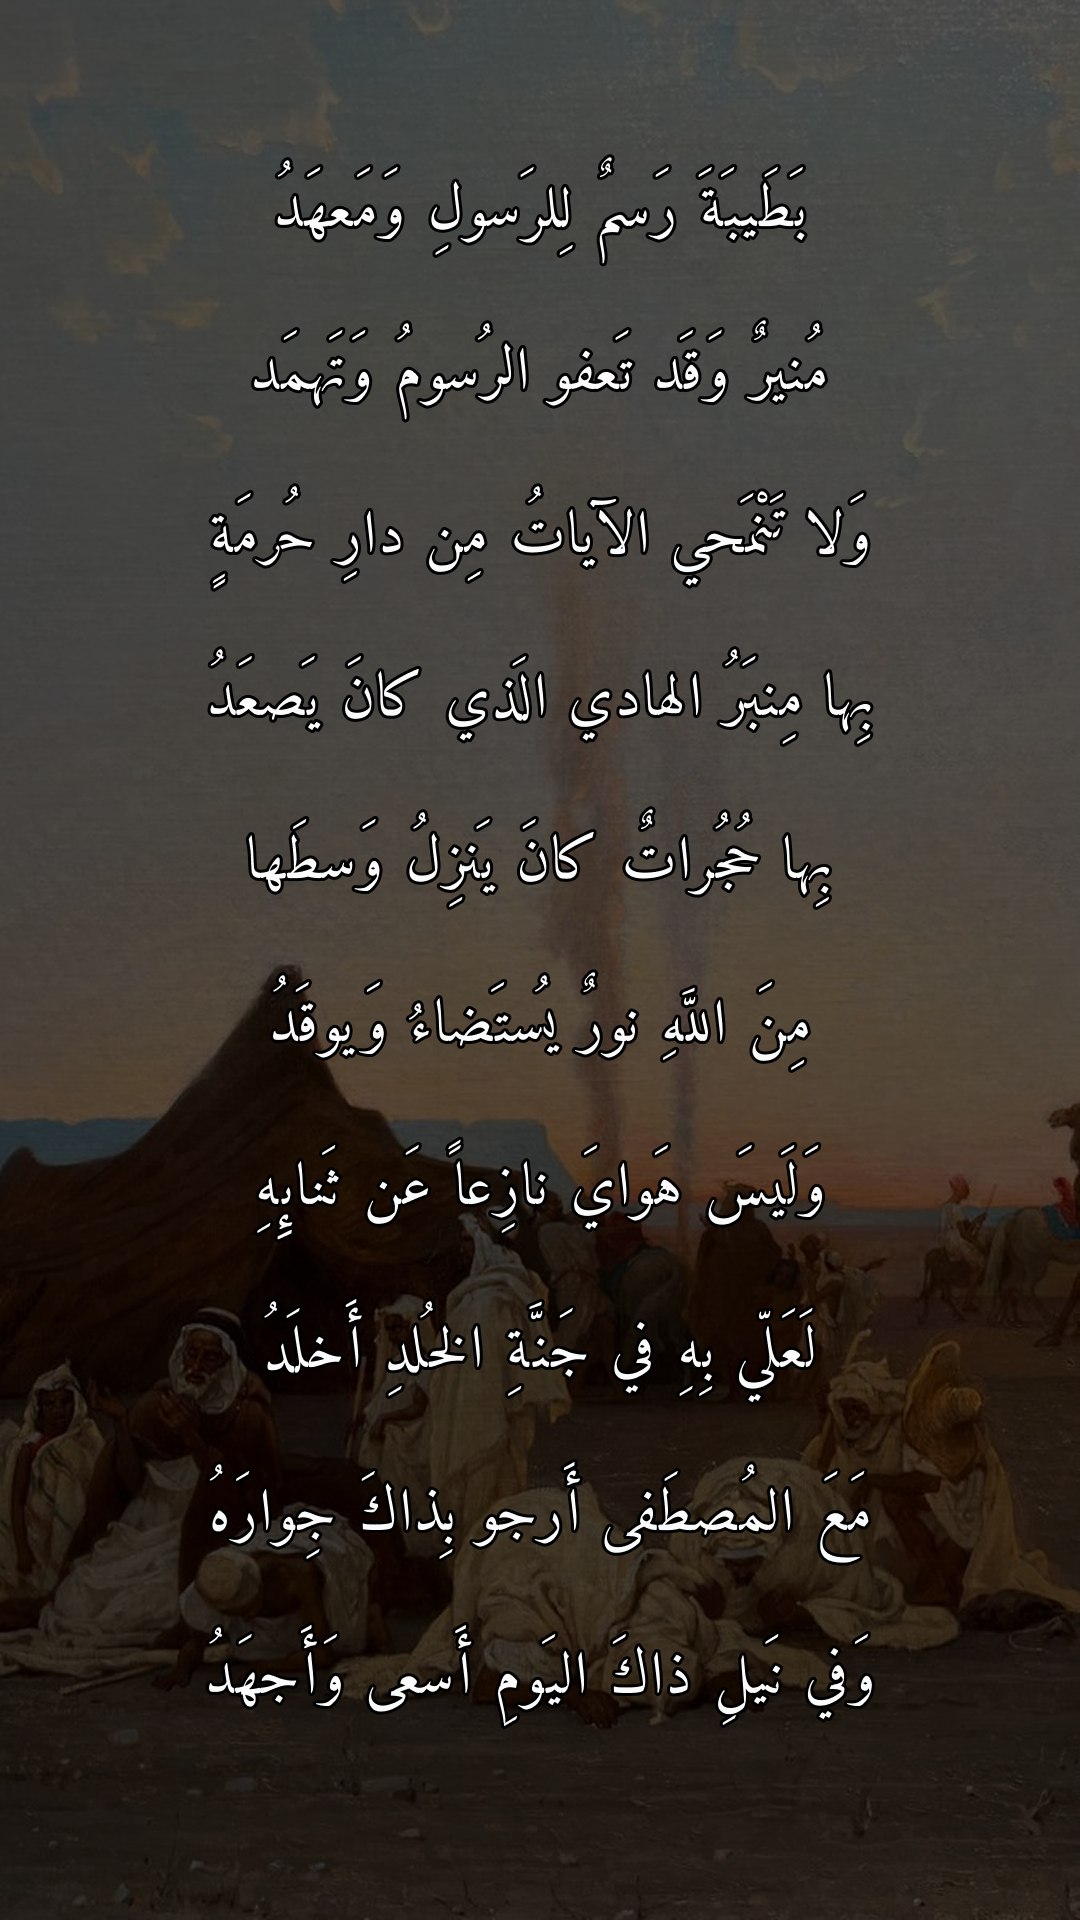 بَطَيبَةَ رَسمٌ لِلرَسولِ وَمَعهَدُ
مُنيرٌ وَقَد تَعفو الرُسومُ وَتَهمَد
وَلا تَنْمَحي الآياتُ مِن دارِ حُرمَةٍ
بِها مِنبَرُ الهادي الَذي كانَ يَصعَدُ
بِها حُجُراتٌ كانَ يَنزِلُ وَسطَها
مِنَ اللَّهِ نورٌ يُستَضاءُ وَيوقَدُ
وَلَيسَ هَوايَ نازِعاً عَن ثَنائِهِ
لَعَلّي بِهِ في جَنَّةِ الخُلدِ أَخلَدُ
مَعَ المُصطَفى أَرجو بِذاكَ جِوارَهُ
وَفي نَيلِ ذاكَ اليَومِ أَسعى وَأَجهَدُ